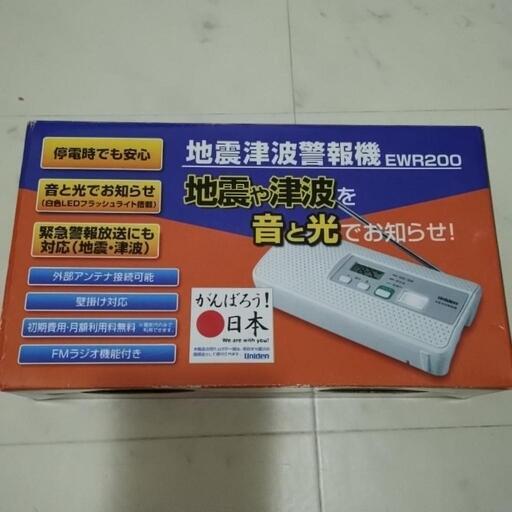 停電時でも安心
音と光でお知らせ
(白色LEDフラッシュライト搭載)
緊急警報放送にも
対応(地震・津波)
外部アンテナ接続可能
壁掛け対応
初期費用・月額利用料無料
FMラジオ機能付き
地震津波警報機 EWR200
地震や津波を
音と光でお知らせ!
がんばろう!
日本
We are with you!
Uniden
Uniden